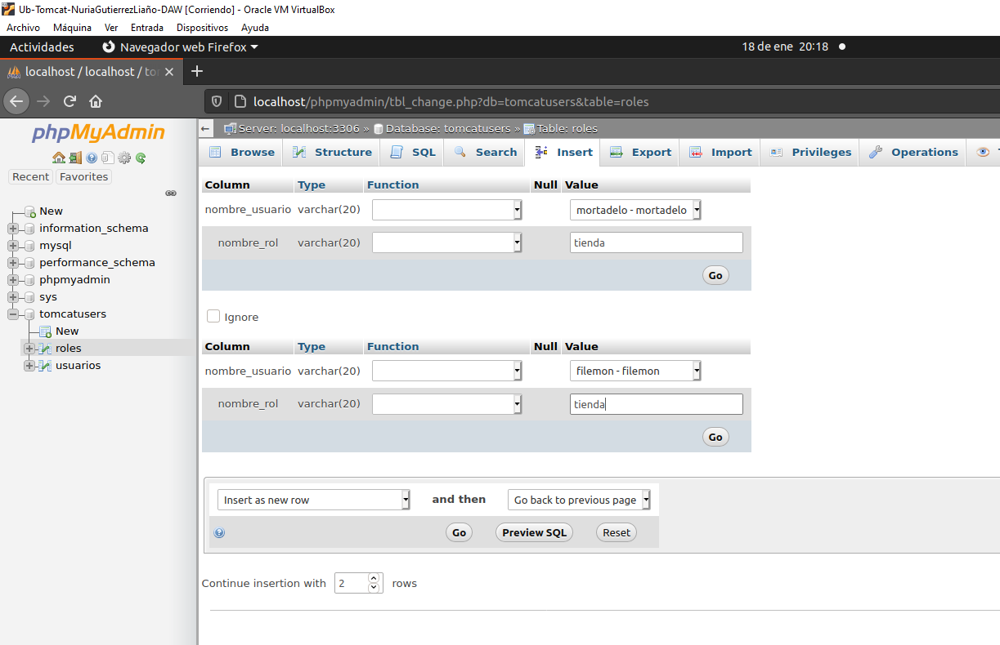 Ub-Tomcat-NuriaGutierrezLiaño-DAW [Corriendo] - Oracle VM VirtualBox
Archivo Máquina Ver Entrada Dispositivos Ayuda
Actividades Navegador web Firefox 18 de ene 20:18
localhost / localhost / to
localhost/phpmyadmin/tbl_change.php?db=tomcatusers&table=roles
phpMyAdmin
Recent Favorites
New
information_schema
mysql
performance_schema
phpmyadmin
sys
tomcatusers
New
roles
usuarios
Server: localhost:3306 » Database: tomcatusers » Table: roles
Browse Structure SQL Search Insert Export Import Privileges Operations
Column Type Function Null Value
nombre_usuario varchar(20) mortadelo - mortadelo
nombre_rol varchar(20) tienda
Go
Ignore
Column Type Function Null Value
nombre_usuario varchar(20) filemon - filemon
nombre_rol varchar(20) tienda
Go
Insert as new row and then Go back to previous page
Go Preview SQL Reset
Continue insertion with 2 rows